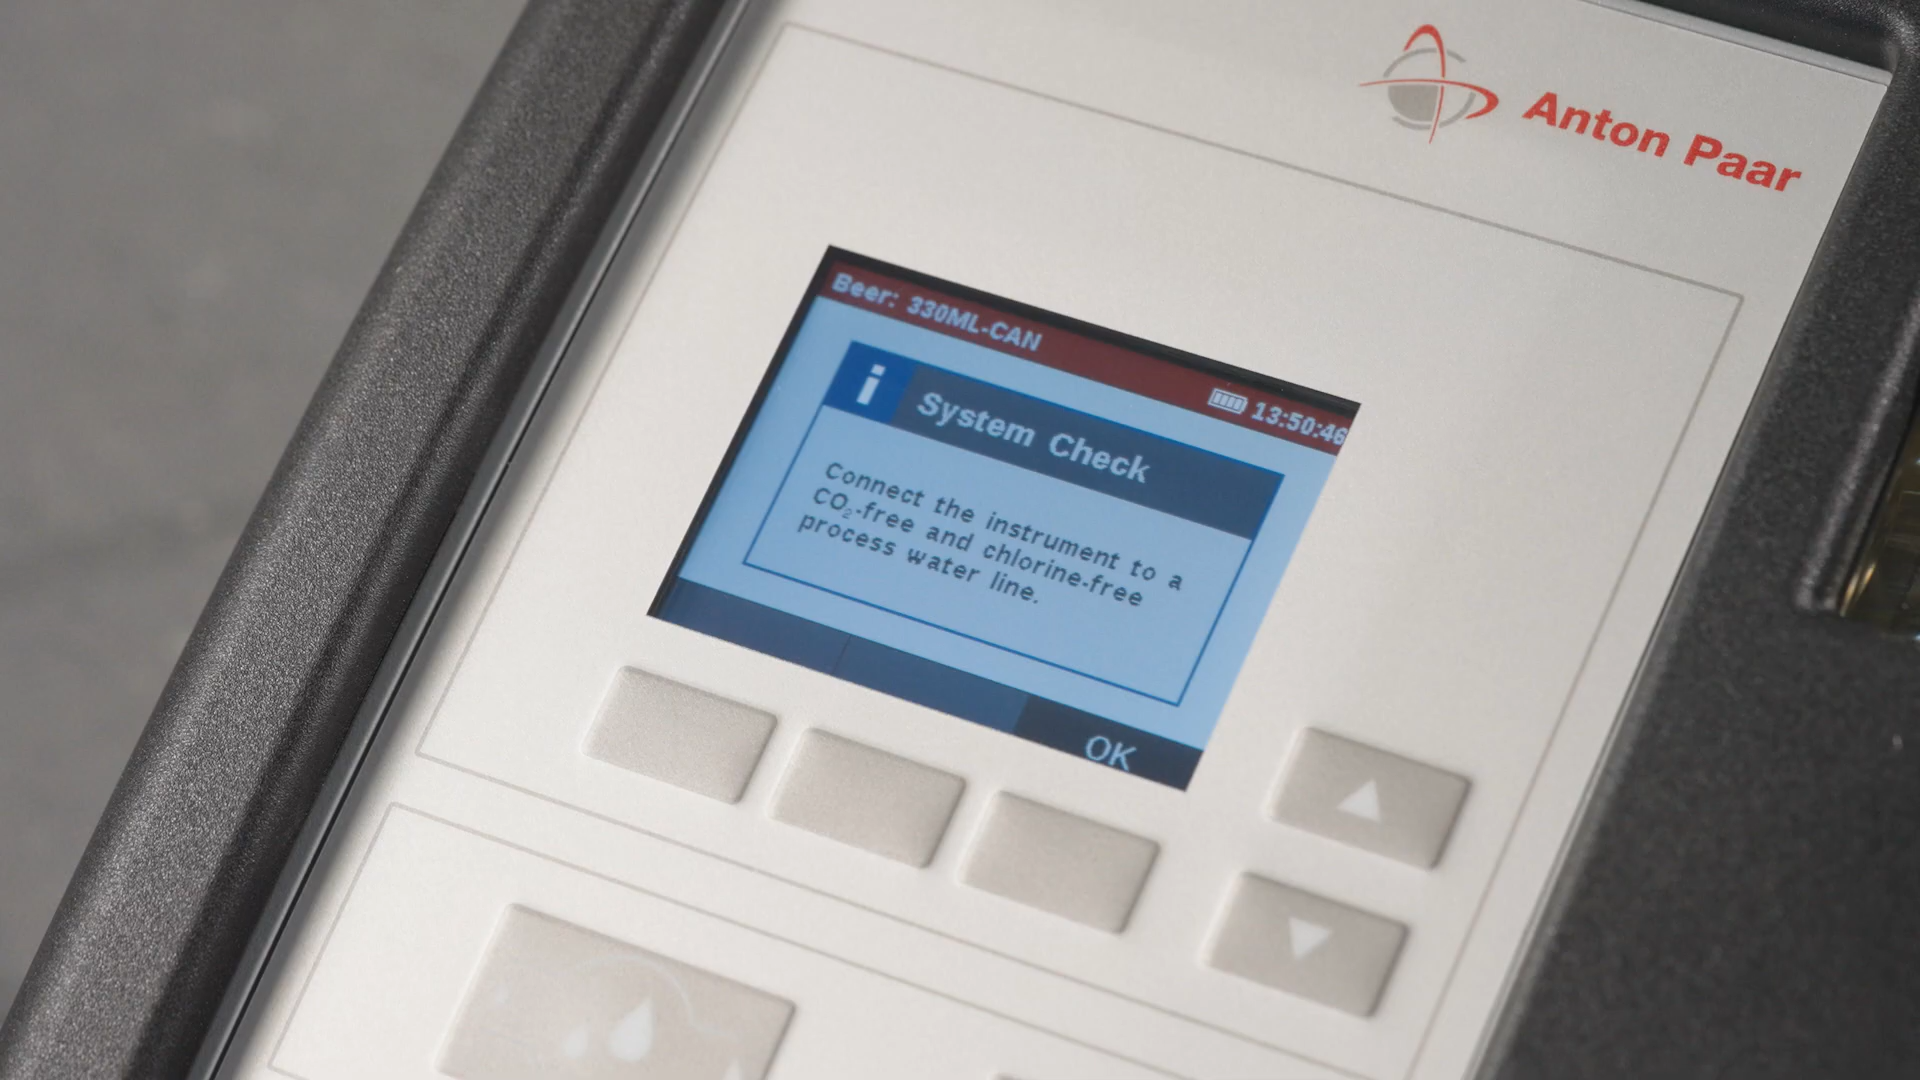 Anton Paar
Beer: 330ML-CAN
13:50:46
i
System Check
Connect the instrument to a
CO₂-free and chlorine-free
process water line.
OK